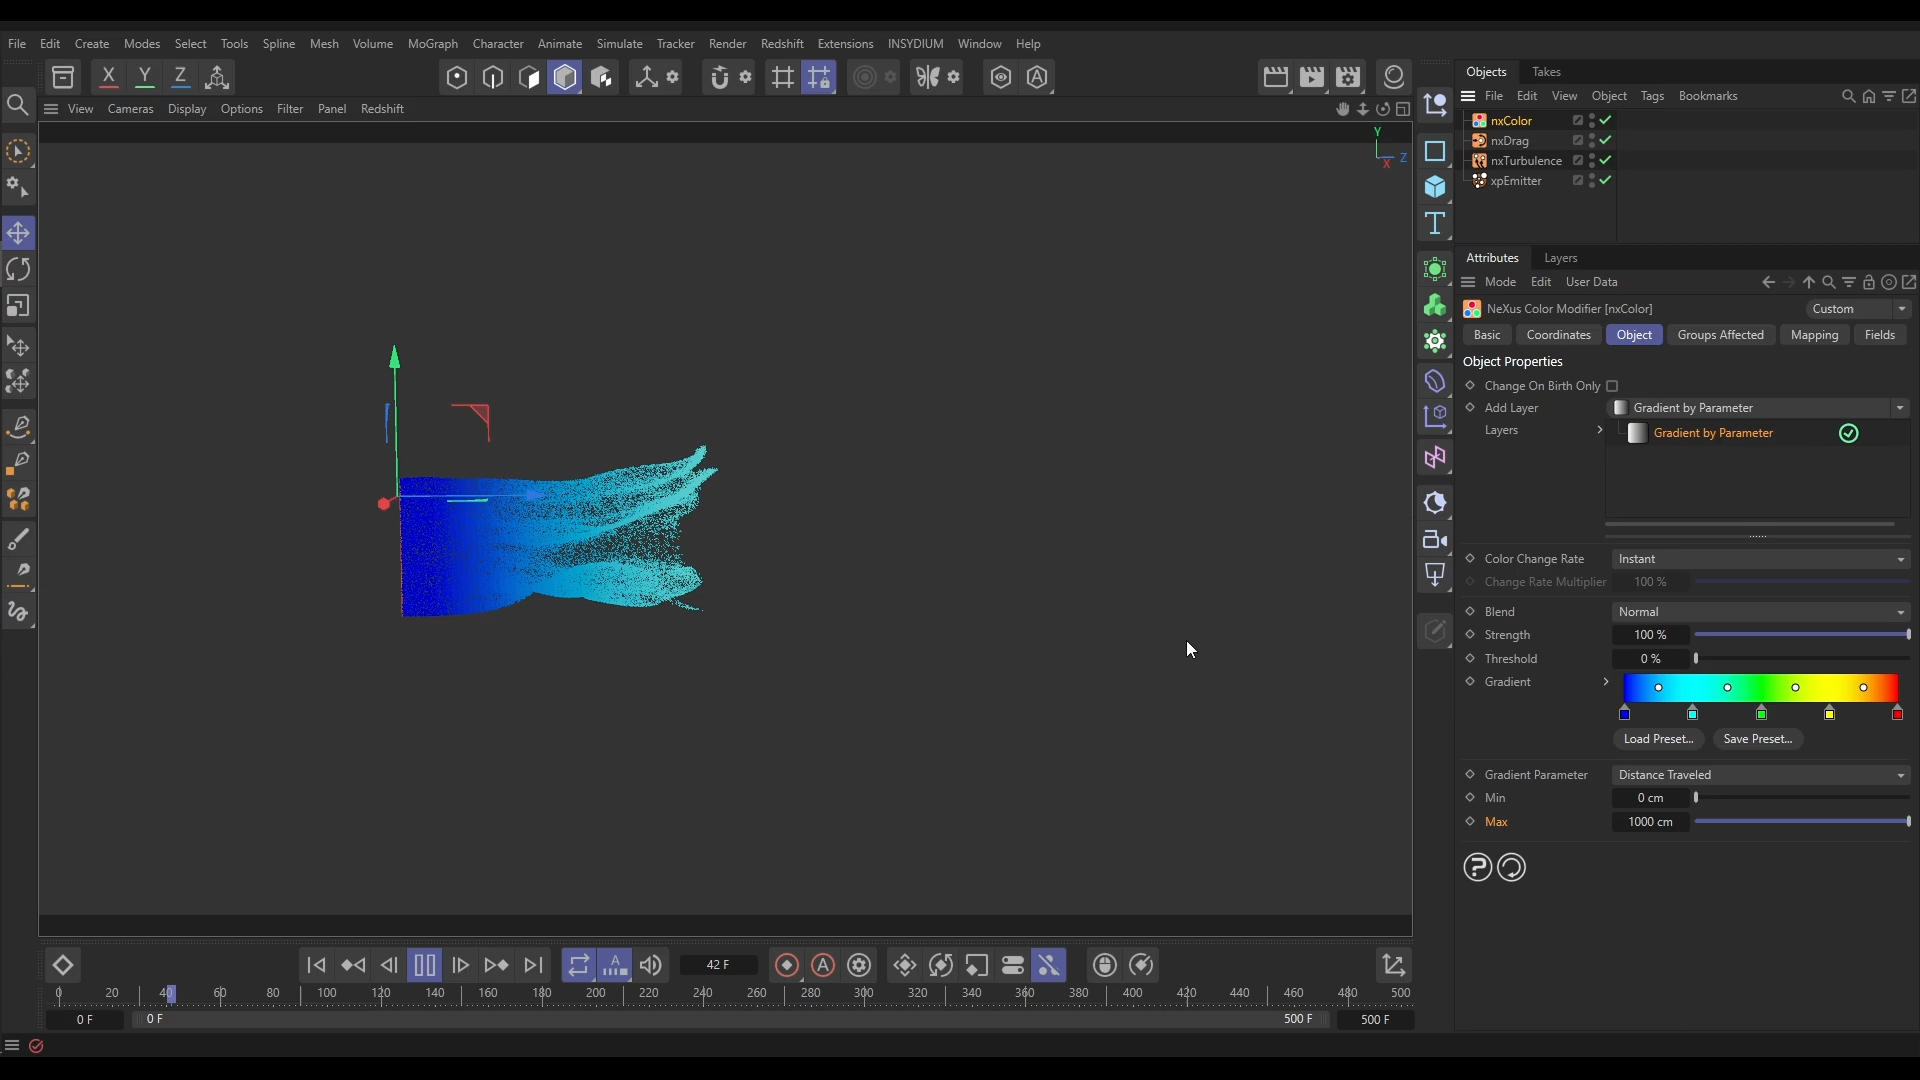 File Edit Create Modes Select Tools Spline Mesh Volume MoGraph Character Animate Simulate Tracker Render Redshift Extensions INSYDIUM Window Help
X Y Z
View Cameras Display Options Filter Panel Redshift
Y
Z
X
Objects Takes
File Edit View Object Tags Bookmarks
nxColor
nxDrag
nxTurbulence
xpEmitter
Attributes Layers
Mode Edit User Data
NeXus Color Modifier [nxColor] Custom
Basic Coordinates Object Groups Affected Mapping Fields
Object Properties
Change On Birth Only
Add Layer Gradient by Parameter
Layers Gradient by Parameter
Color Change Rate Instant
Change Rate Multiplier 100 %
Blend Normal
Strength 100 %
Threshold 0 %
Gradient
Load Preset... Save Preset...
Gradient Parameter Distance Traveled
Min 0 cm
Max 1000 cm
42 F
0 20 40 60 80 100 120 140 160 180 200 220 240 260 280 300 320 340 360 380 400 420 440 460 480 500
0 F 0 F 500 F 500 F